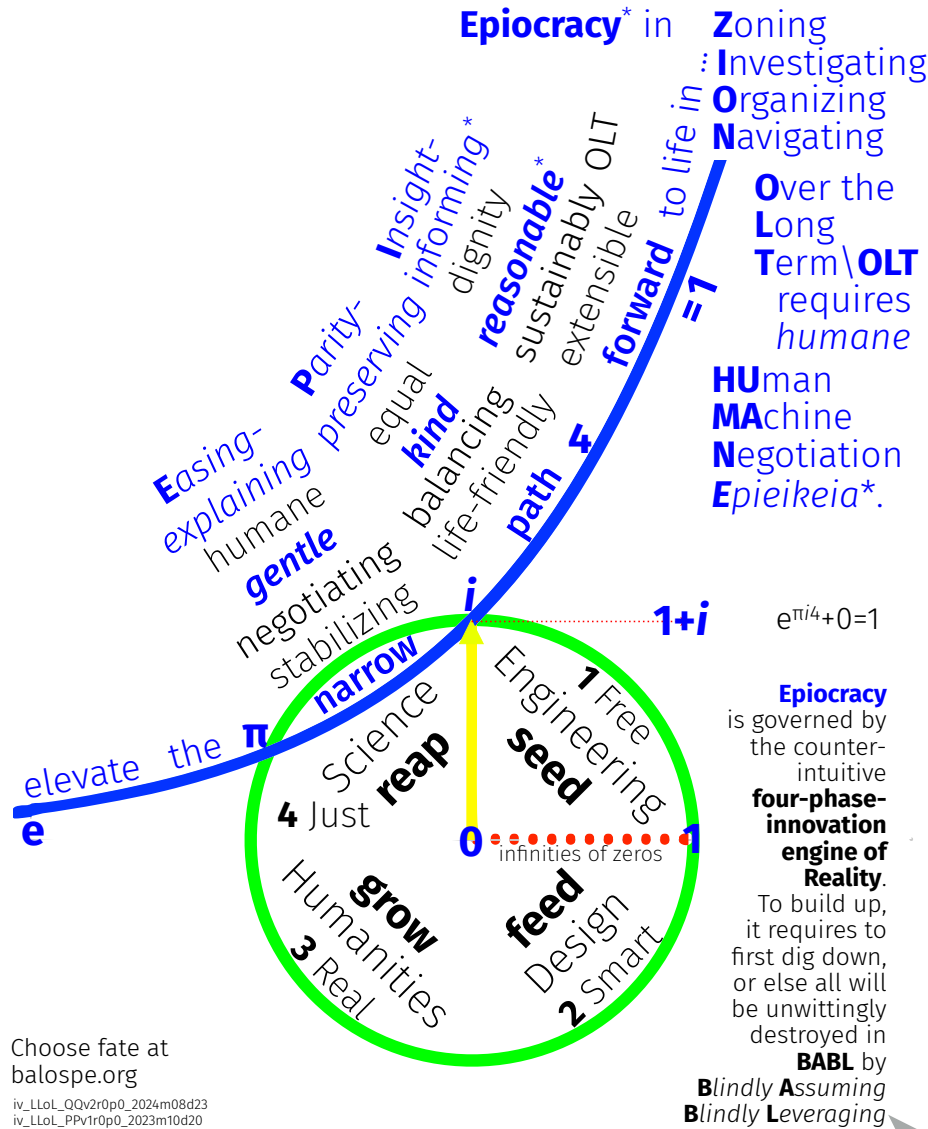 Epiocracy* in
Zoning
⋮ Investigating
Organizing
Navigating
Over the
Long
Term\OLT
requires
humane
HUman
MAchine
Negotiation
Epieikeia*.
Easing-
explaining
Parity-
preserving
Insight-
informing*
humane
equal
dignity
gentle
kind
reasonable*
negotiating
balancing
sustainably OLT
stabilizing
life-friendly
extensible
elevate the π narrow path 4 forward to life in
=1
e
i
1+i
e^πi4+0=1
0
1
infinities of zeros
1 Free
Engineering
seed
feed
Design
2 Smart
grow
Humanities
3 Real
Science
reap
4 Just
Epiocracy
is governed by
the counter-
intuitive
four-phase-
innovation
engine of
Reality.
To build up,
it requires to
first dig down,
or else all will
be unwittingly
destroyed in
BABL by
Blindly Assuming
Blindly Leveraging
Choose fate at
balospe.org
iv_LLoL_QQv2r0p0_2024m08d23
iv_LLoL_PPv1r0p0_2023m10d20